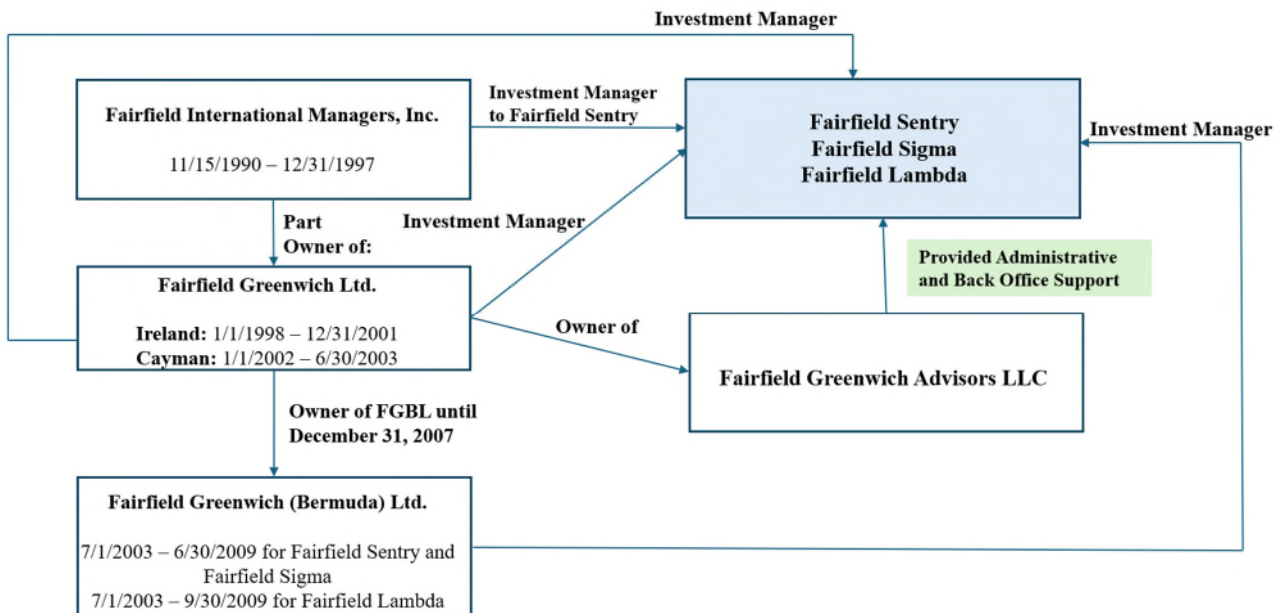 Investment Manager
Fairfield International Managers, Inc.
11/15/1990 – 12/31/1997
Investment Manager
to Fairfield Sentry
Fairfield Sentry
Fairfield Sigma
Fairfield Lambda
Investment Manager
Part
Owner of:
Investment Manager
Provided Administrative
and Back Office Support
Fairfield Greenwich Ltd.
Ireland: 1/1/1998 – 12/31/2001
Cayman: 1/1/2002 – 6/30/2003
Owner of
Fairfield Greenwich Advisors LLC
Owner of FGBL until
December 31, 2007
Fairfield Greenwich (Bermuda) Ltd.
7/1/2003 – 6/30/2009 for Fairfield Sentry and
Fairfield Sigma
7/1/2003 – 9/30/2009 for Fairfield Lambda